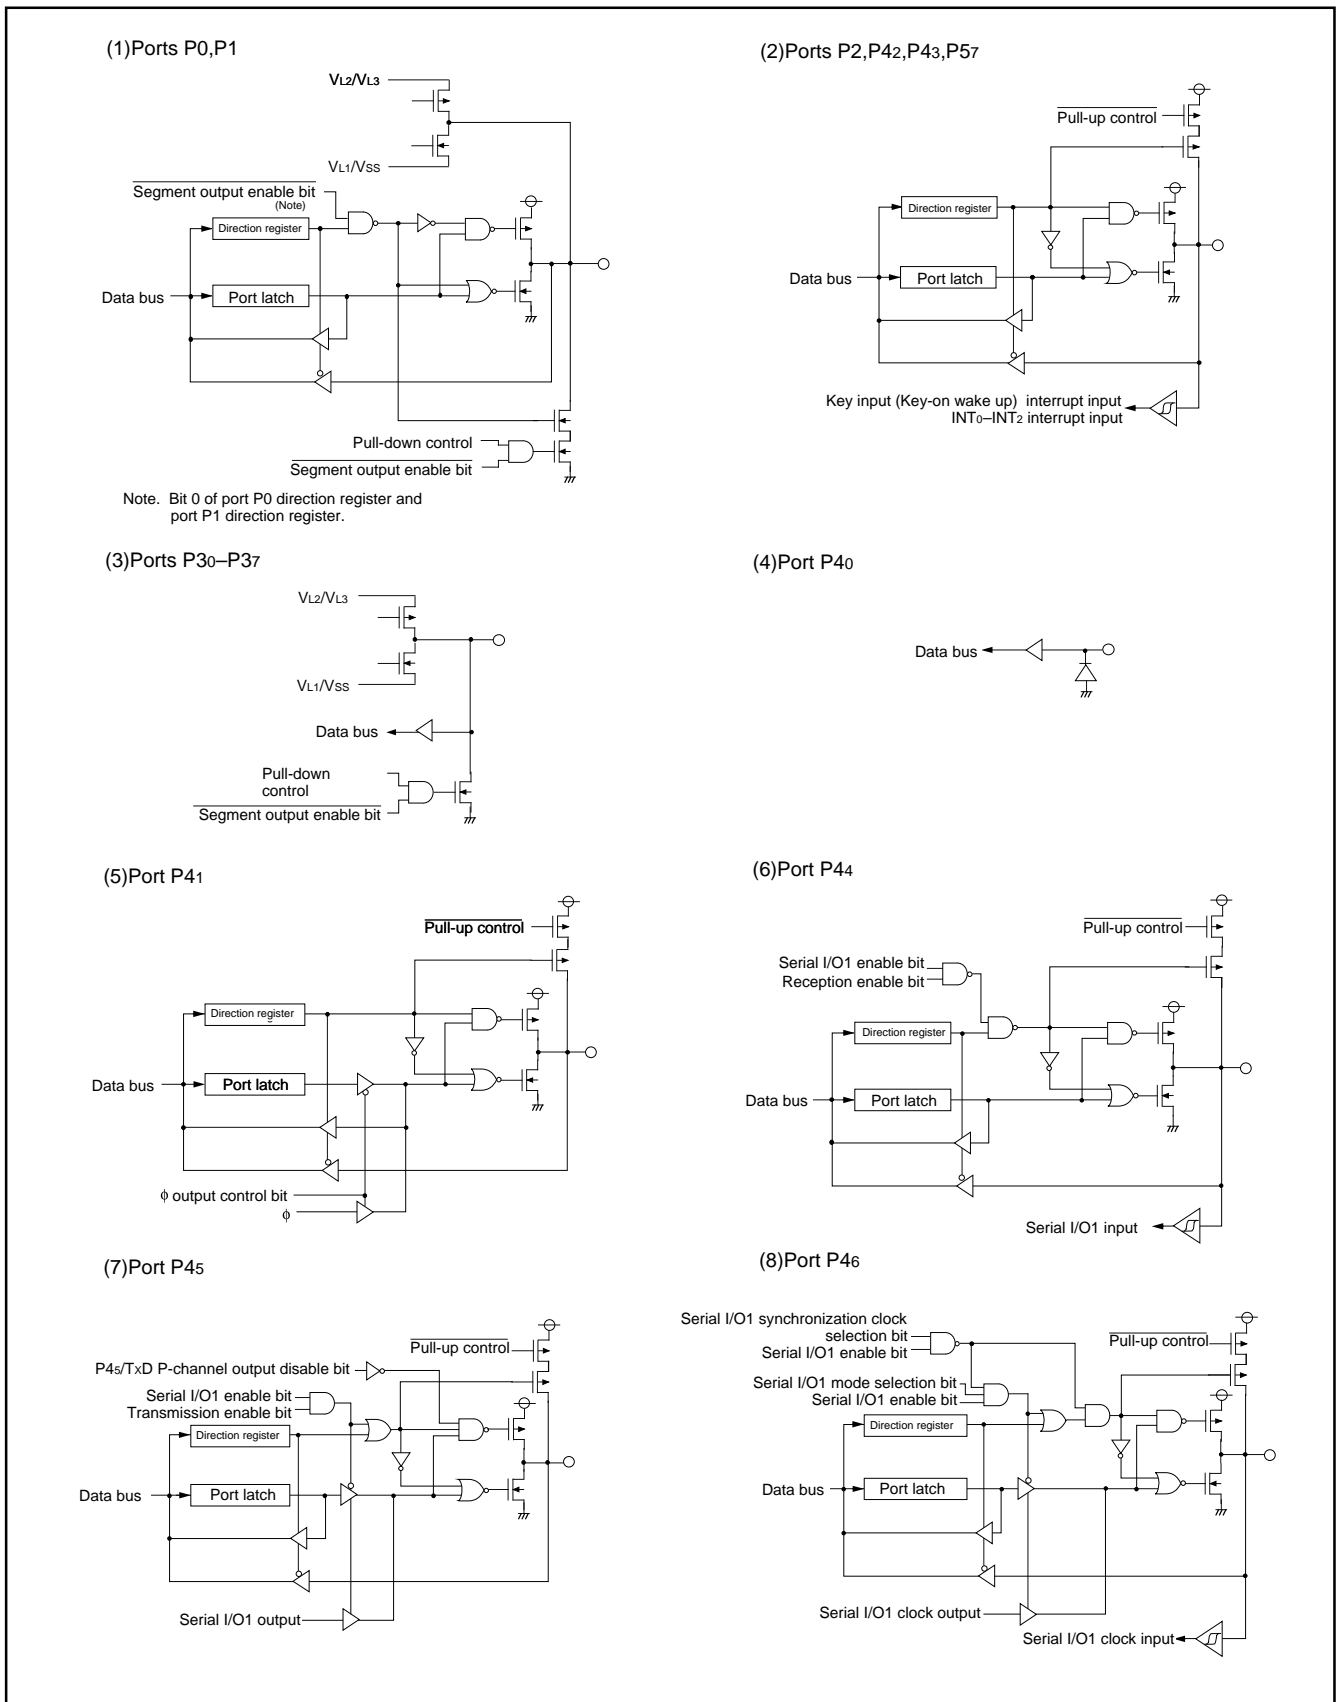 (1)Ports P0,P1
VL2/VL3
VL1/VSS
Segment output enable bit
(Note)
Direction register
Data bus
Port latch
Pull-down control
Segment output enable bit
Note. Bit 0 of port P0 direction register and
port P1 direction register.
(2)Ports P2,P42,P43,P57
Pull-up control
Direction register
Data bus
Port latch
Key input (Key-on wake up) interrupt input
INT0–INT2 interrupt input
(3)Ports P30–P37
VL2/VL3
VL1/VSS
Data bus
Pull-down
control
Segment output enable bit
(4)Port P40
Data bus
(5)Port P41
Pull-up control
Direction register
Data bus
Port latch
ϕ output control bit
ϕ
(6)Port P44
Pull-up control
Serial I/O1 enable bit
Reception enable bit
Direction register
Data bus
Port latch
Serial I/O1 input
(7)Port P45
Pull-up control
P45/TxD P-channel output disable bit
Serial I/O1 enable bit
Transmission enable bit
Direction register
Data bus
Port latch
Serial I/O1 output
(8)Port P46
Serial I/O1 synchronization clock
selection bit
Serial I/O1 enable bit
Pull-up control
Serial I/O1 mode selection bit
Serial I/O1 enable bit
Direction register
Data bus
Port latch
Serial I/O1 clock output
Serial I/O1 clock input